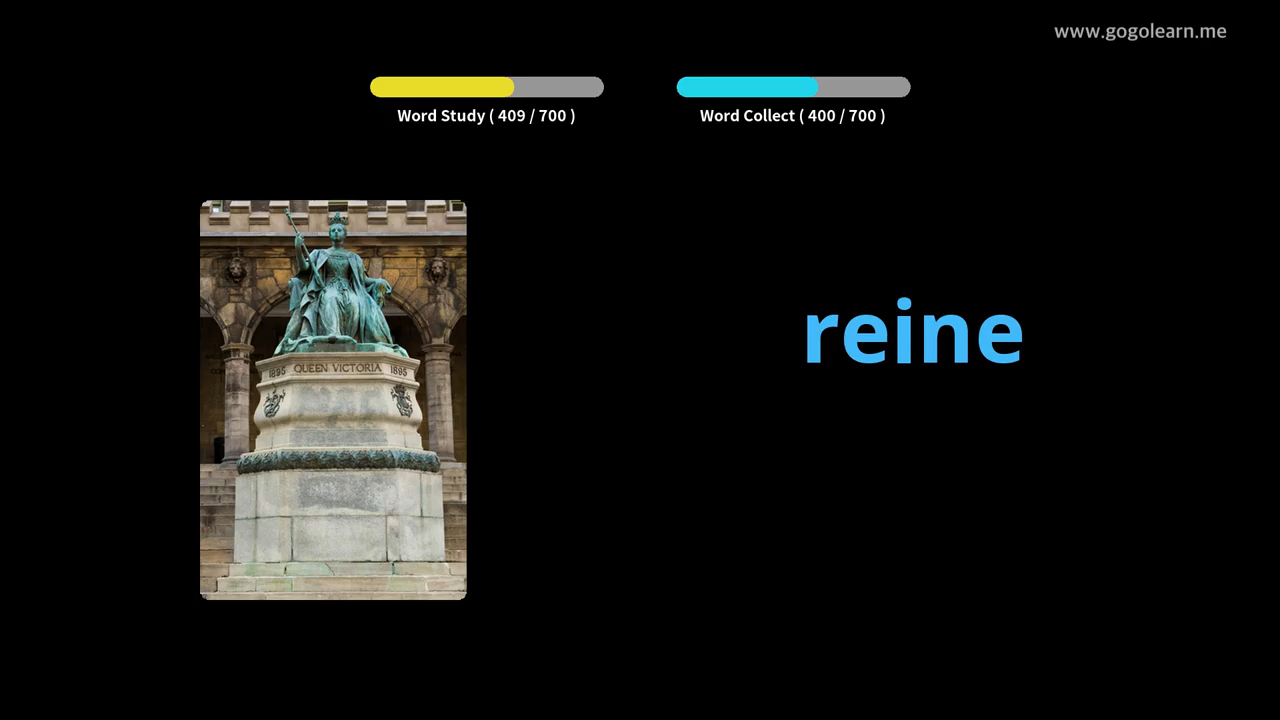 www.gogolearn.me
Word Study ( 409 / 700 )
Word Collect ( 400 / 700 )
1895 QUEEN VICTORIA 1895
reine